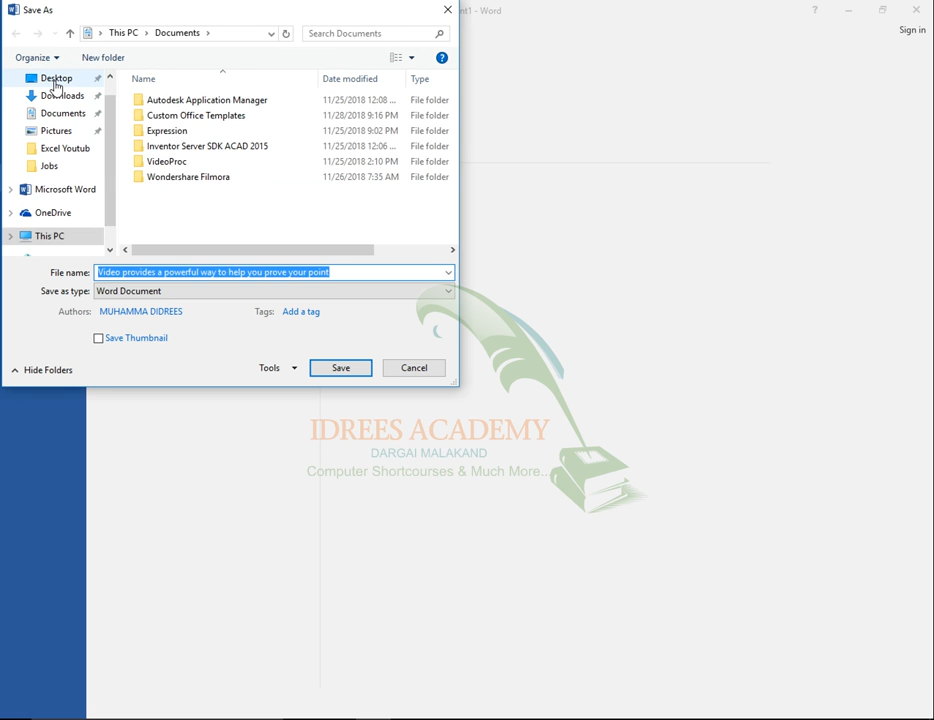 Save As
nt1 - Word
?
Sign in
This PC > Documents >
Search Documents
Organize
New folder
?
Name
Date modified
Type
Desktop
Downloads
Documents
Pictures
Excel Youtub
Jobs
Microsoft Word
OneDrive
This PC
Autodesk Application Manager 11/25/2018 12:08 ... File folder
Custom Office Templates 11/28/2018 9:16 PM File folder
Expression 11/25/2018 9:02 PM File folder
Inventor Server SDK ACAD 2015 11/25/2018 12:06 ... File folder
VideoProc 11/25/2018 2:10 PM File folder
Wondershare Filmora 11/26/2018 7:35 AM File folder
File name: Video provides a powerful way to help you prove your point
Save as type: Word Document
Authors: MUHAMMA DIDREES
Tags: Add a tag
Save Thumbnail
Hide Folders
Tools
Save
Cancel
IDREES ACADEMY
DARGAI MALAKAND
Computer Shortcourses & Much More..